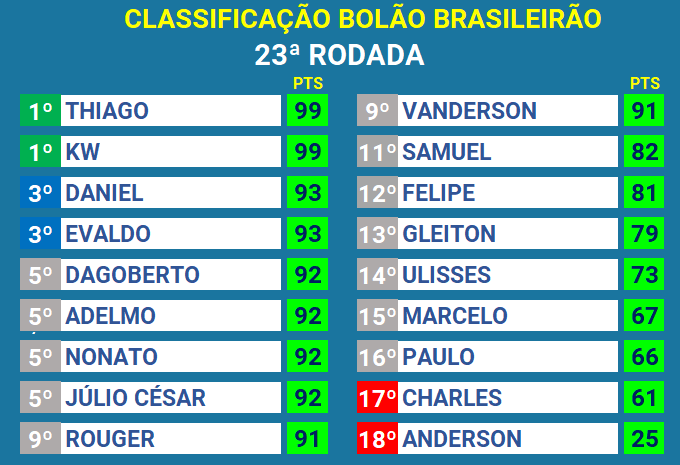 CLASSIFICAÇÃO BOLÃO BRASILEIRÃO
23ª RODADA
PTS
1º THIAGO 99
1º KW 99
3º DANIEL 93
3º EVALDO 93
5º DAGOBERTO 92
5º ADELMO 92
5º NONATO 92
5º JÚLIO CÉSAR 92
9º ROUGER 91
PTS
9º VANDERSON 91
11º SAMUEL 82
12º FELIPE 81
13º GLEITON 79
14º ULISSES 73
15º MARCELO 67
16º PAULO 66
17º CHARLES 61
18º ANDERSON 25